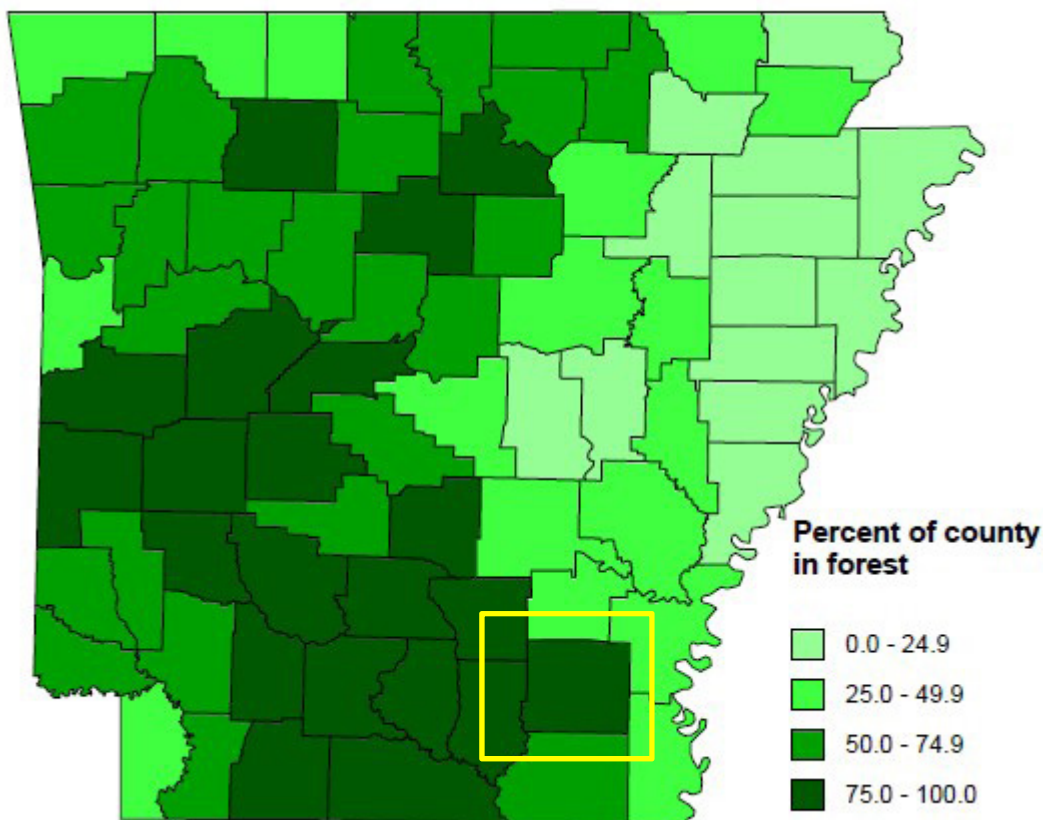 Percent of county
in forest
0.0 - 24.9
25.0 - 49.9
50.0 - 74.9
75.0 - 100.0